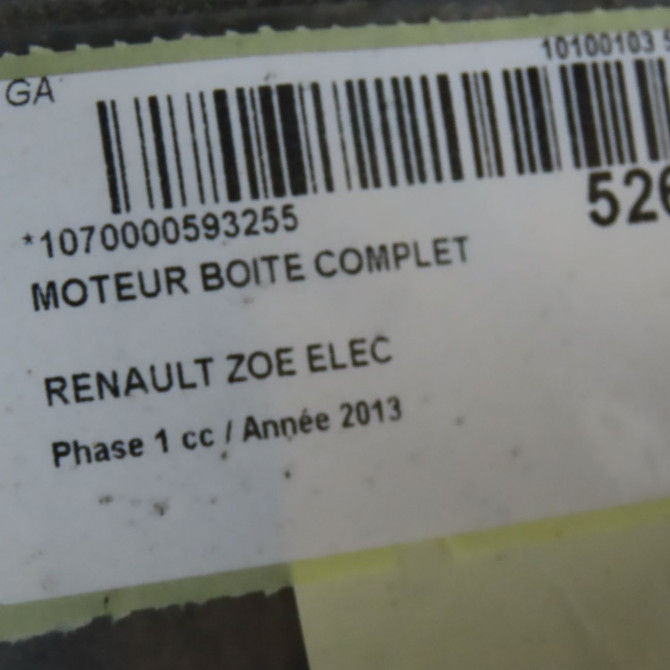 GA
10100103
*1070000593255
526
MOTEUR BOITE COMPLET
RENAULT ZOE ELEC
Phase 1 cc / Année 2013